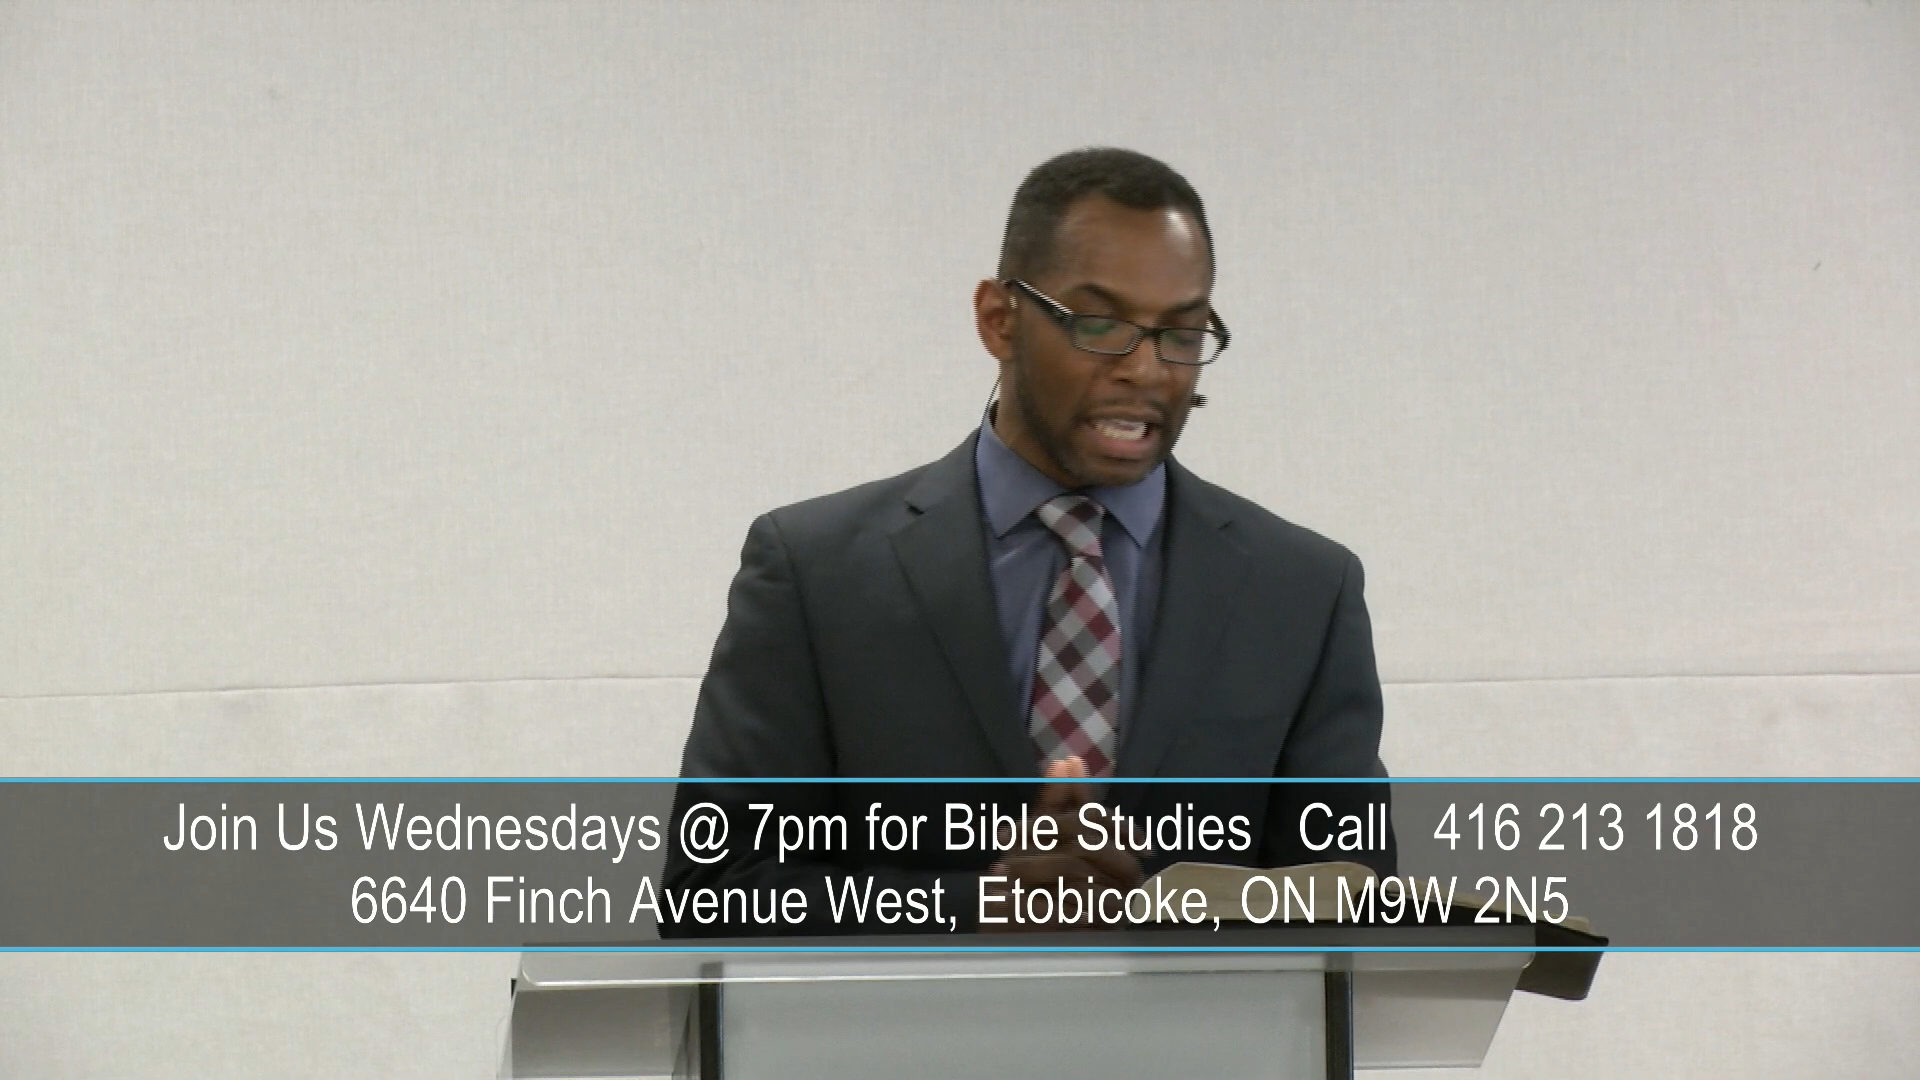 Join Us Wednesdays @ 7pm for Bible Studies Call 416 213 1818
6640 Finch Avenue West, Etobicoke, ON M9W 2N5